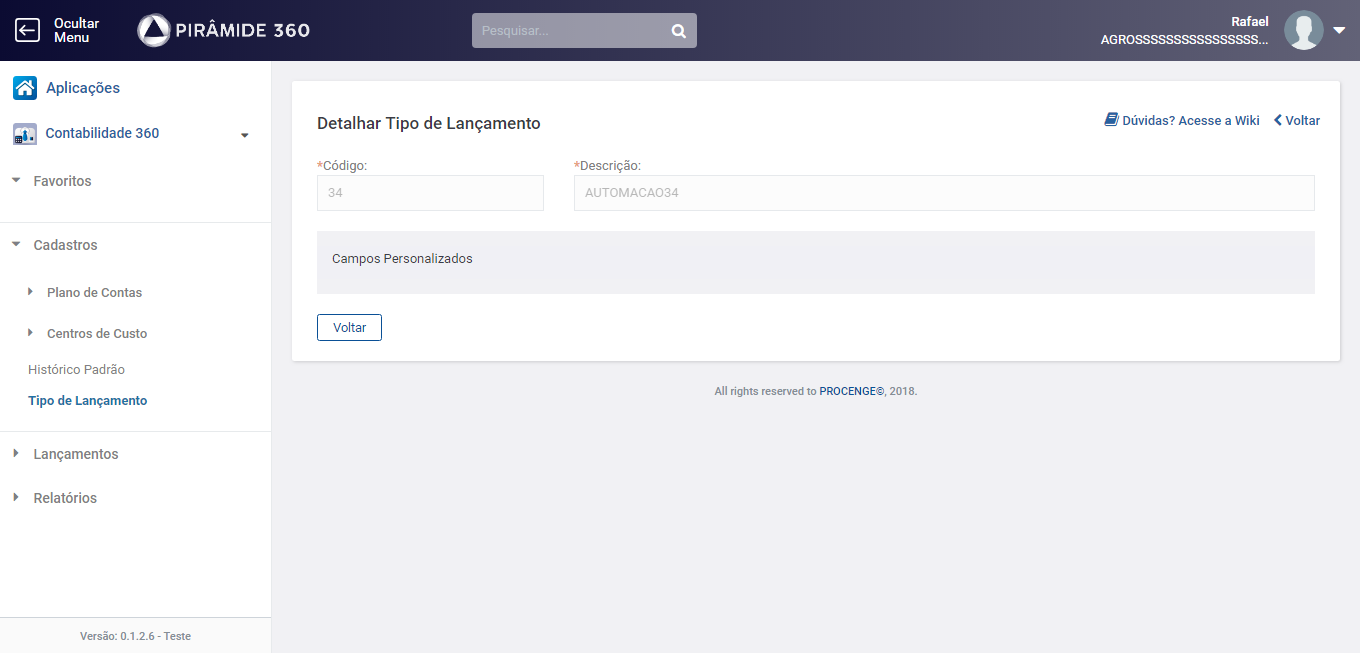 Ocultar
Menu
PIRÂMIDE 360
Pesquisar...
Rafael
AGROSSSSSSSSSSSSSSSS...
Aplicações
Contabilidade 360
Favoritos
Cadastros
Plano de Contas
Centros de Custo
Histórico Padrão
Tipo de Lançamento
Lançamentos
Relatórios
Versão: 0.1.2.6 - Teste
Detalhar Tipo de Lançamento
Dúvidas? Acesse a Wiki
Voltar
*Código:
*Descrição:
34
AUTOMACAO34
Campos Personalizados
Voltar
All rights reserved to PROCENGE©, 2018.